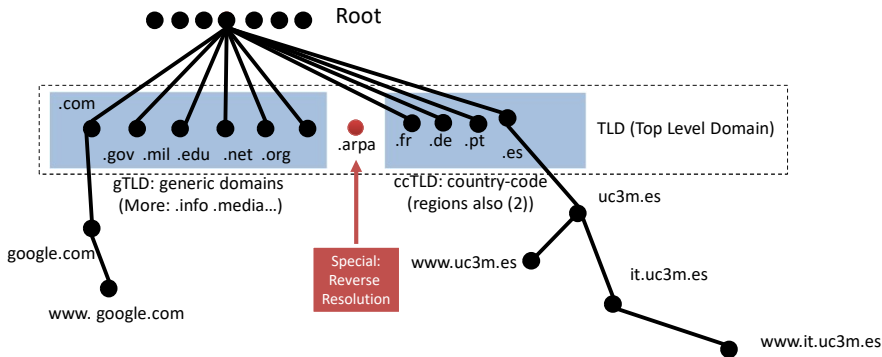 Root
.com
TLD (Top Level Domain)
.gov .mil .edu .net .org
.arpa
.fr .de .pt
.es
gTLD: generic domains
(More: .info .media…)
ccTLD: country-code
(regions also (2))
uc3m.es
google.com
Special:
Reverse
Resolution
www.uc3m.es
it.uc3m.es
www. google.com
www.it.uc3m.es